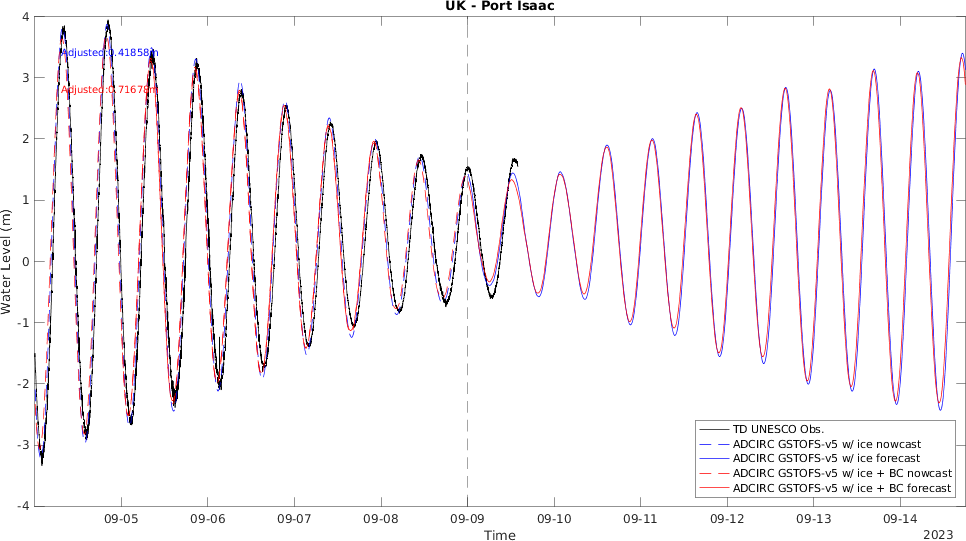 UK - Port Isaac
Water Level (m)
4
3
2
1
0
-1
-2
-3
-4
Adjusted:0.41858m
Adjusted:0.71678m
TD UNESCO Obs.
ADCIRC GSTOFS-v5 w/ ice nowcast
ADCIRC GSTOFS-v5 w/ ice forecast
ADCIRC GSTOFS-v5 w/ ice + BC nowcast
ADCIRC GSTOFS-v5 w/ ice + BC forecast
09-05 09-06 09-07 09-08 09-09 09-10 09-11 09-12 09-13 09-14
Time
2023